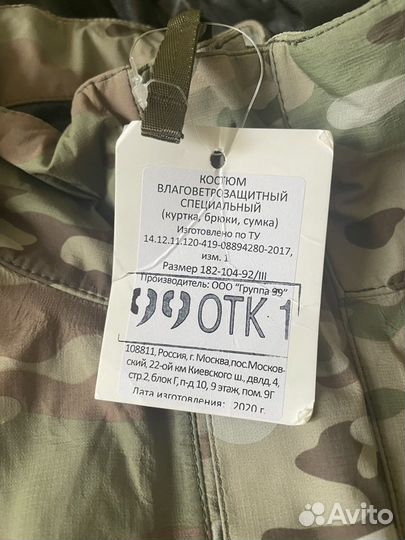 КОСТЮМ
ВЛАГОВЕТРОЗАЩИТНЫЙ
СПЕЦИАЛЬНЫЙ
(куртка, брюки, сумка)
Изготовлено по ТУ
14.12.11.120-419-08894280-2017,
изм. 1
Размер 182-104-92/III
Производитель: ООО "Группа 99"
99 ОТК 1
108811, Россия, г. Москва,пос.Москов-
ский, 22-ой км Киевского ш., двлд. 4,
стр.2, блок Г, п-д 10, 9 этаж, пом. 9Г
Дата изготовления: 2020 г.
Avito